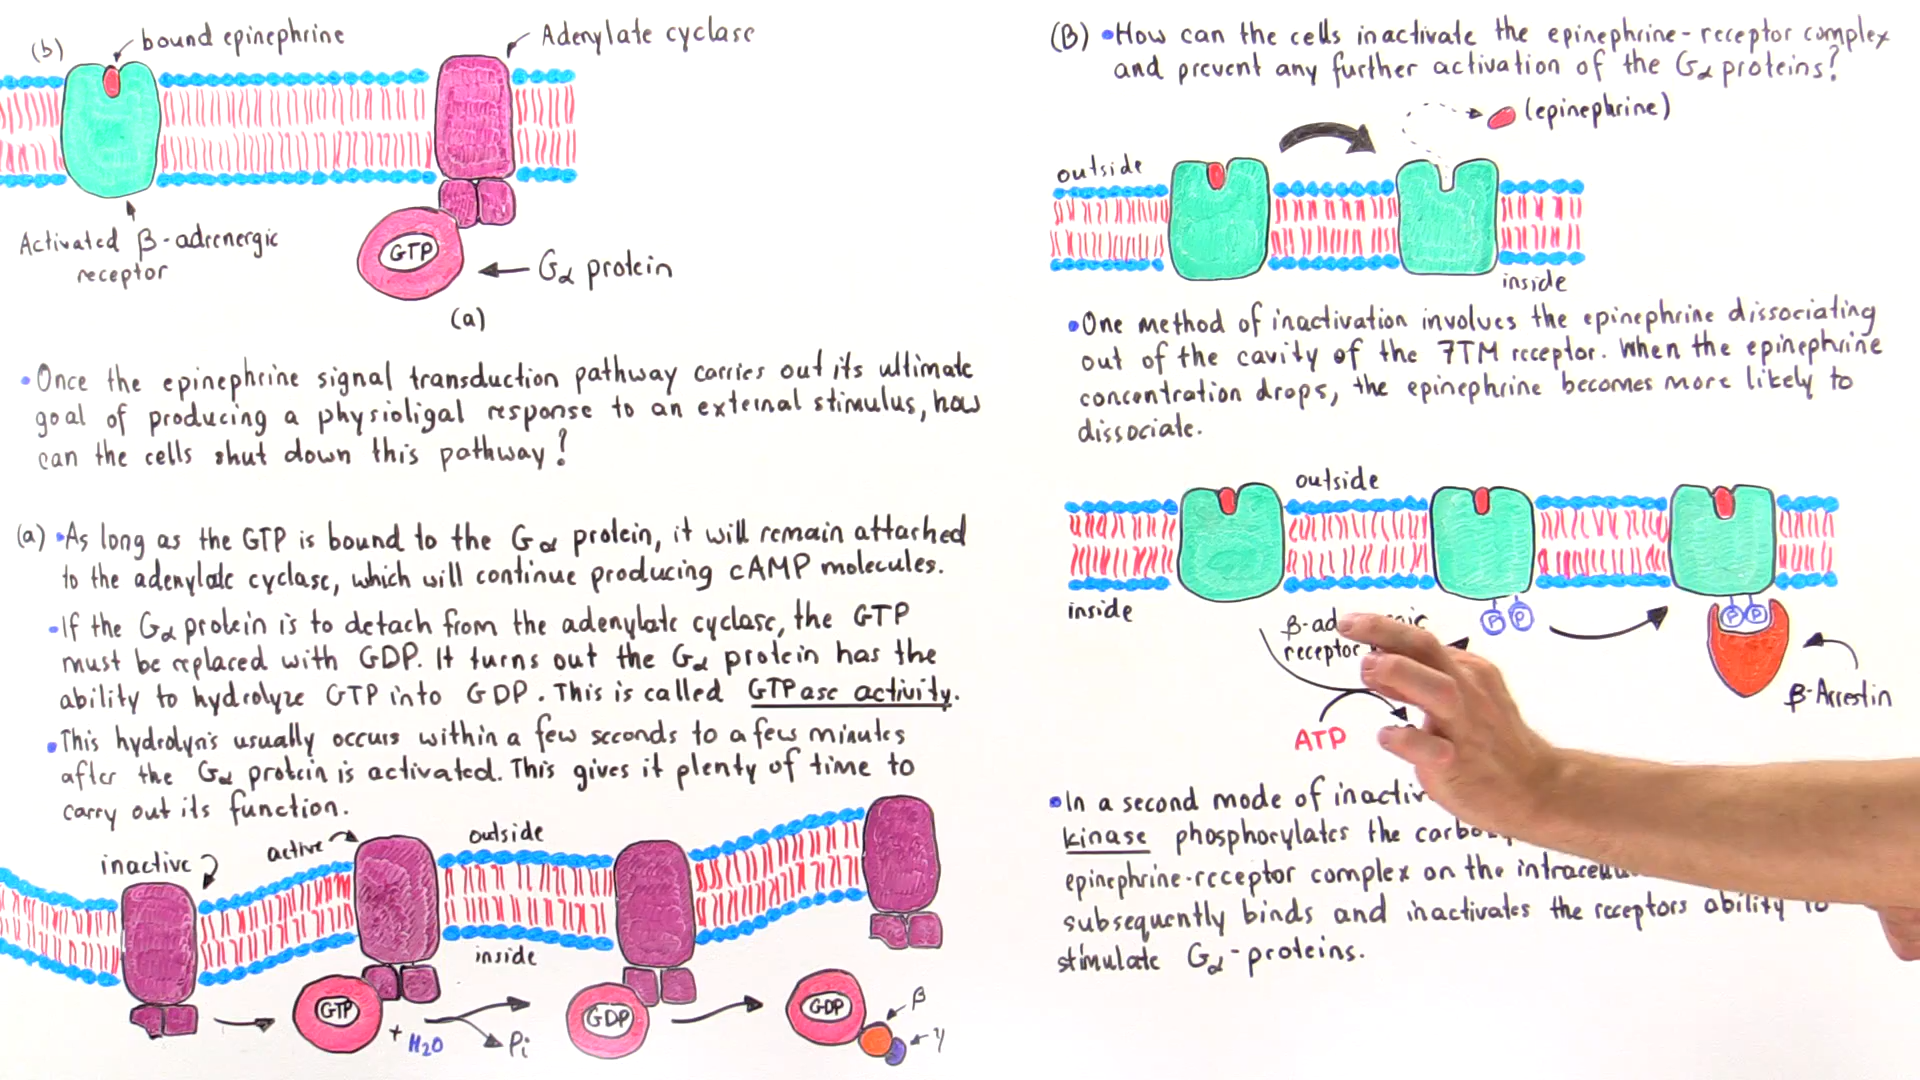 (b)
bound epinephrine
Adenylate cyclase
Activated β-adrenergic
receptor
GTP
Gα protein
(a)
•Once the epinephrine signal transduction pathway carries out its ultimate
goal of producing a physioligal response to an external stimulus, how
can the cells shut down this pathway?
(a) •As long as the GTP is bound to the Gα protein, it will remain attached
to the adenylate cyclase, which will continue producing cAMP molecules.
•If the Gα protein is to detach from the adenylate cyclase, the GTP
must be replaced with GDP. It turns out the Gα protein has the
ability to hydrolyze GTP into GDP. This is called GTPase activity.
•This hydrolyris usually occurs within a few seconds to a few minutes
after the Gα protein is activated. This gives it plenty of time to
carry out its function.
inactive
active
outside
inside
GTP
+ H2O
Pi
GDP
GDP
β
γ
(B) •How can the cells inactivate the epinephrine-receptor complex
and prevent any further activation of the Gα proteins?
(epinephrine)
outside
inside
•One method of inactivation involves the epinephrine dissociating
out of the cavity of the 7TM receptor. When the epinephrine
concentration drops, the epinephrine becomes more likely to
dissociate.
outside
inside
receptor
P P
P P
ATP
β-Arrestin
•In a second mode of
kinase phosphorylates the
epinephrine-receptor complex on the
subsequently binds and inactivates the receptors ability
stimulate Gα-proteins.